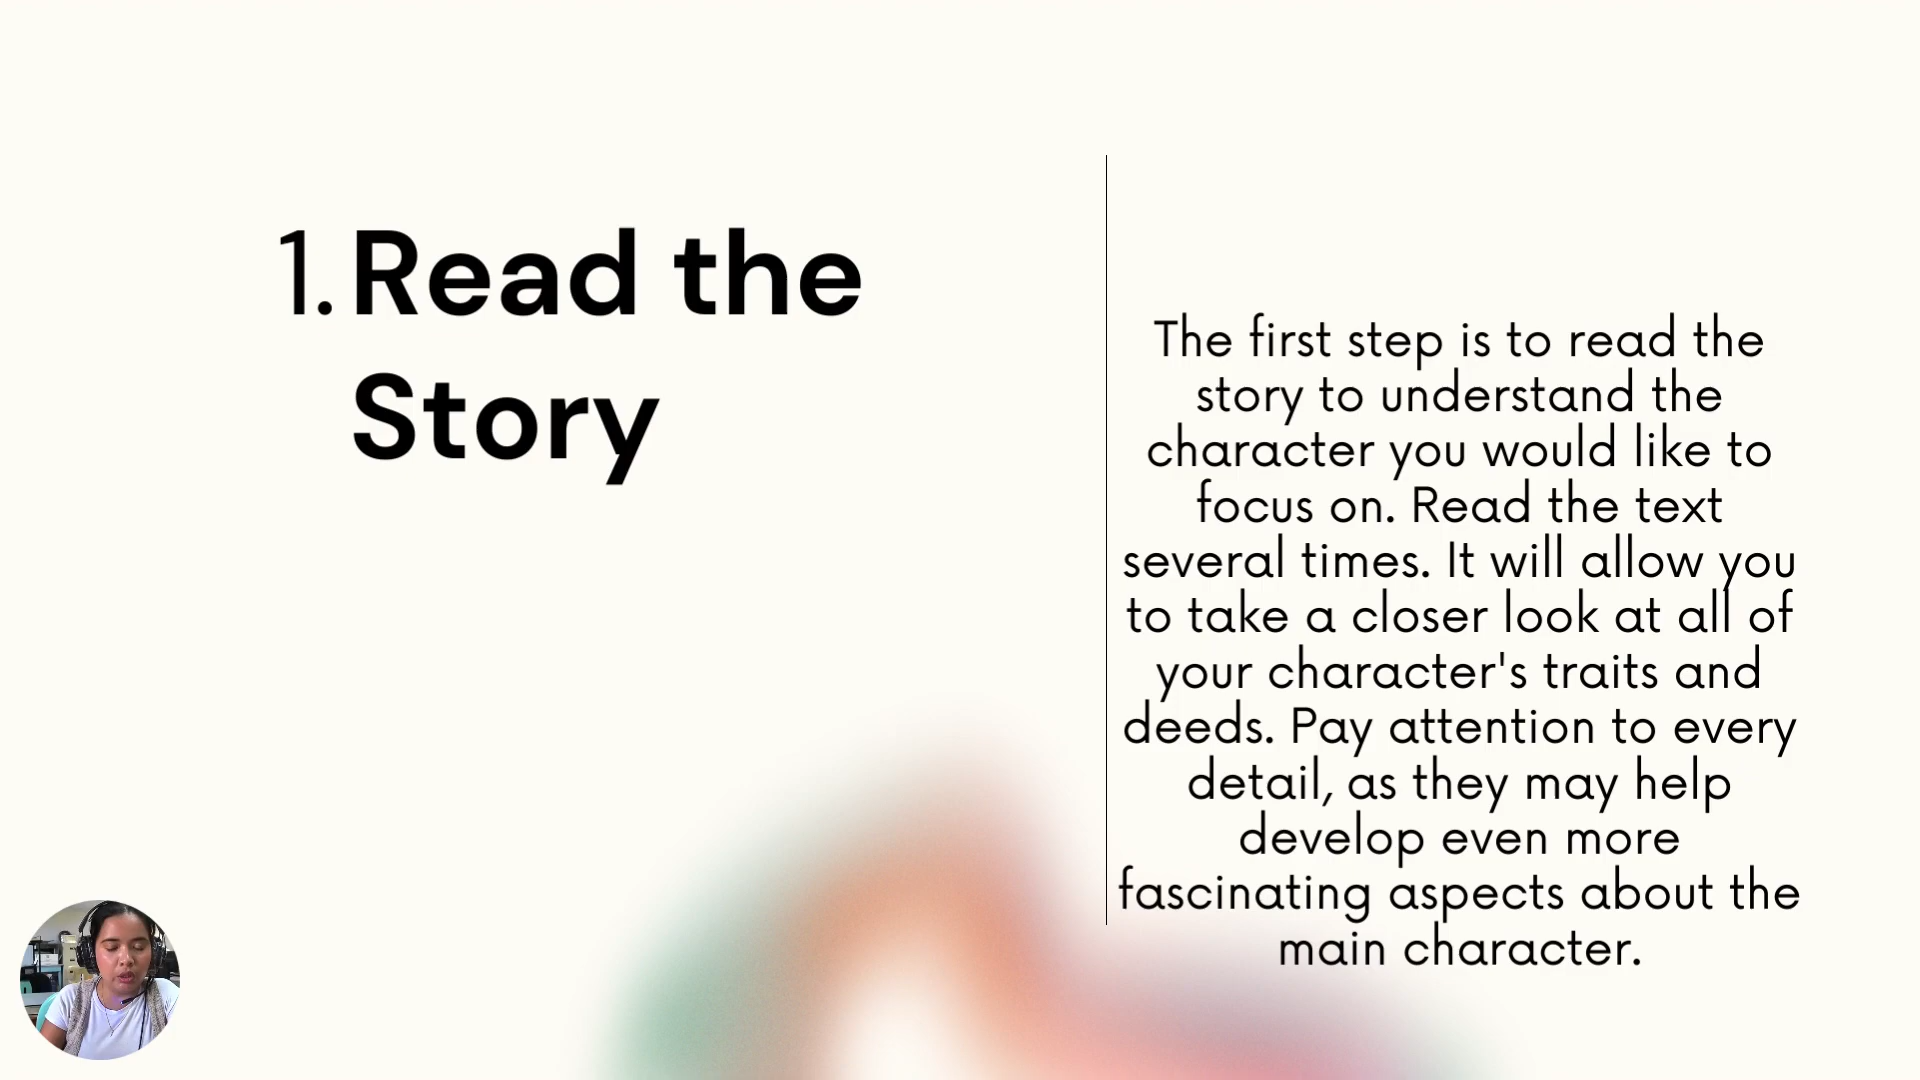 1. Read the
Story
The first step is to read the
story to understand the
character you would like to
focus on. Read the text
several times. It will allow you
to take a closer look at all of
your character's traits and
deeds. Pay attention to every
detail, as they may help
develop even more
fascinating aspects about the
main character.